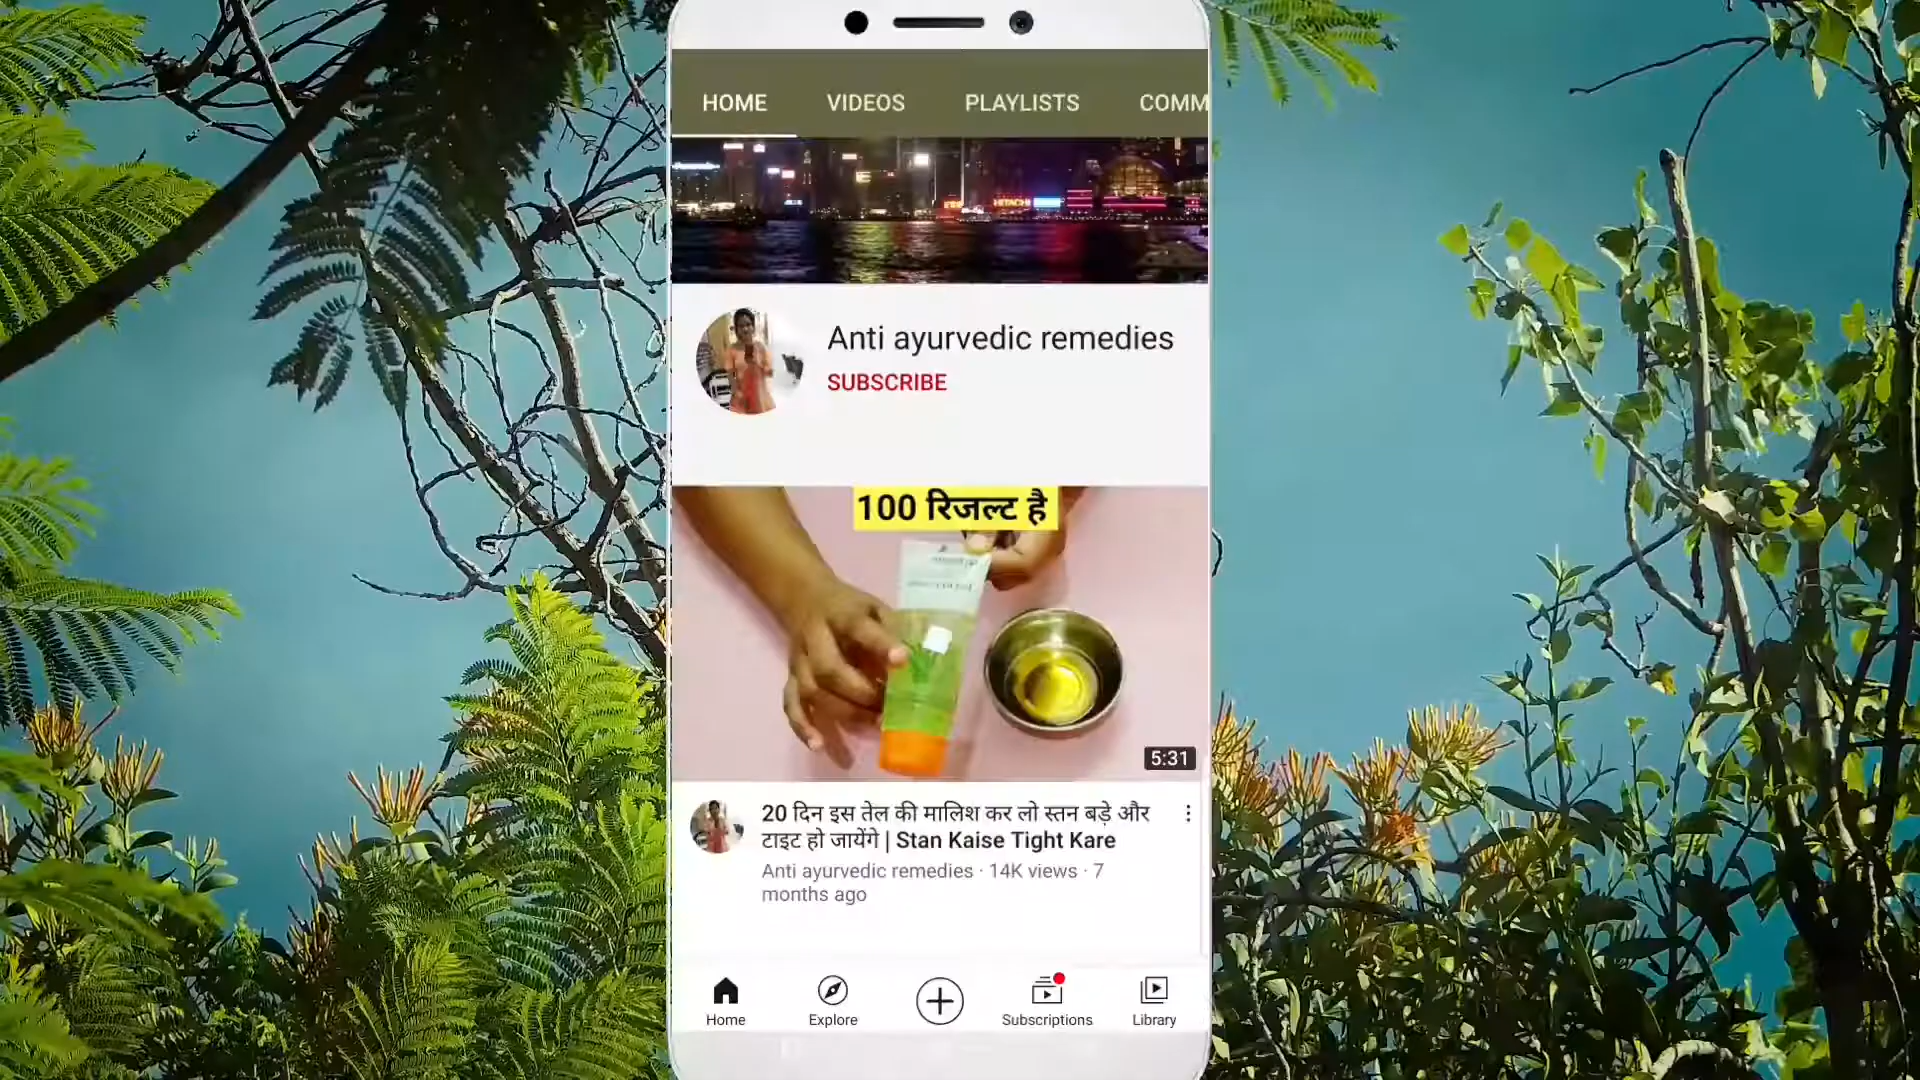 HOME VIDEOS PLAYLISTS COMM
HITACHI
Anti ayurvedic remedies
SUBSCRIBE
100 रिजल्ट है
5:31
20 दिन इस तेल की मालिश कर लो स्तन बड़े और
टाइट हो जायेंगे | Stan Kaise Tight Kare
Anti ayurvedic remedies · 14K views · 7
months ago
Home Explore Subscriptions Library